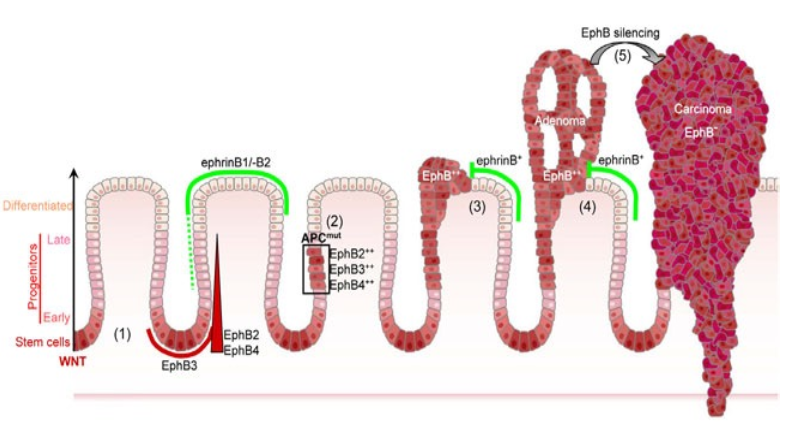 EphB silencing
(5)
Carcinoma
EphB⁻
Adenoma
ephrinB1/-B2
ephrinB⁺
ephrinB⁺
EphB⁺⁺
EphB⁺⁺
Differentiated
(2)
(3)
(4)
Late
APCᵐᵘᵗ
EphB2⁺⁺
EphB3⁺⁺
EphB4⁺⁺
Progenitors
Early
(1)
Stem cells
EphB2
EphB4
WNT
EphB3